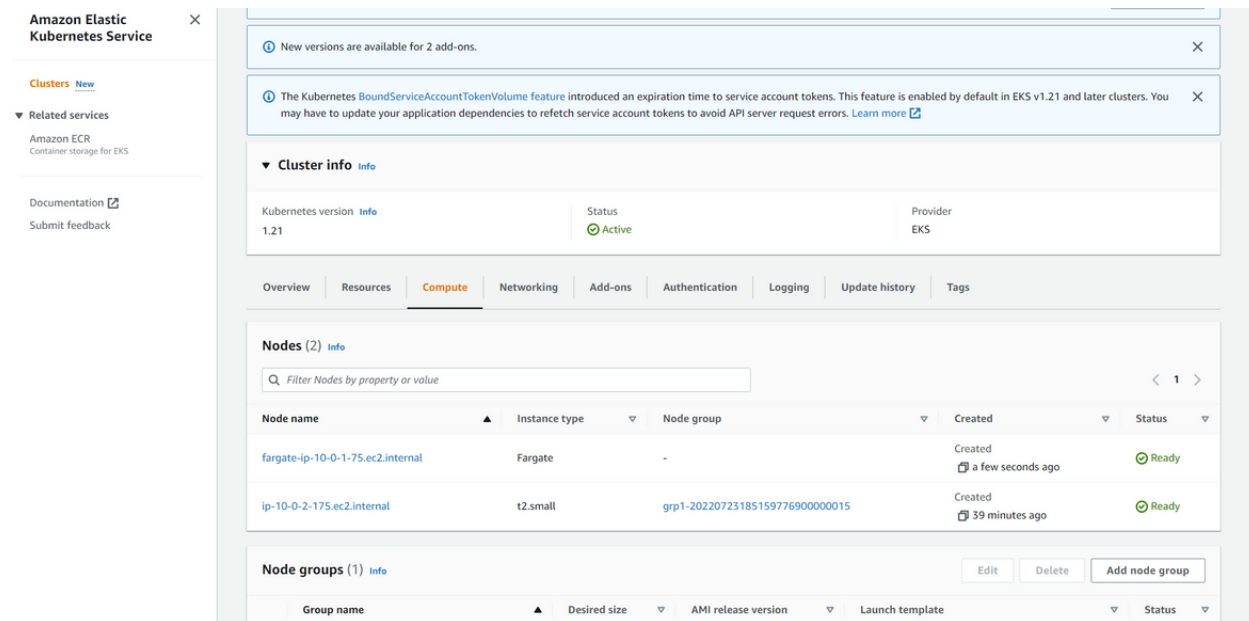 Amazon Elastic
Kubernetes Service
Clusters New
Related services
Amazon ECR
Container storage for EKS
Documentation
Submit feedback
New versions are available for 2 add-ons.
The Kubernetes BoundServiceAccountTokenVolume feature introduced an expiration time to service account tokens. This feature is enabled by default in EKS v1.21 and later clusters. You
may have to update your application dependencies to refetch service account tokens to avoid API server request errors. Learn more
Cluster info Info
Kubernetes version Info
1.21
Status
Active
Provider
EKS
Overview Resources Compute Networking Add-ons Authentication Logging Update history Tags
Nodes (2) Info
Filter Nodes by property or value
1
Node name Instance type Node group Created Status
fargate-ip-10-0-1-75.ec2.internal Fargate - Created
a few seconds ago Ready
ip-10-0-2-175.ec2.internal t2.small grp1-20220723185159776900000015 Created
39 minutes ago Ready
Node groups (1) Info
Edit Delete Add node group
Group name Desired size AMI release version Launch template Status